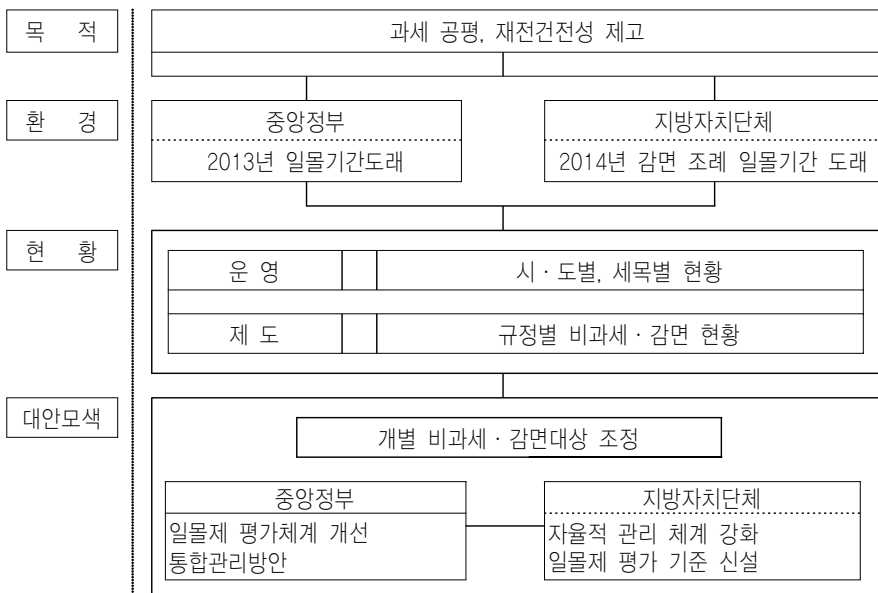 목 적
과세 공평, 재전건전성 제고
환 경
중앙정부
2013년 일몰기간도래
지방자치단체
2014년 감면 조례 일몰기간 도래
현 황
운 영
시 · 도별, 세목별 현황
제 도
규정별 비과세 · 감면 현황
대안모색
개별 비과세 · 감면대상 조정
중앙정부
일몰제 평가체계 개선
통합관리방안
지방자치단체
자율적 관리 체계 강화
일몰제 평가 기준 신설